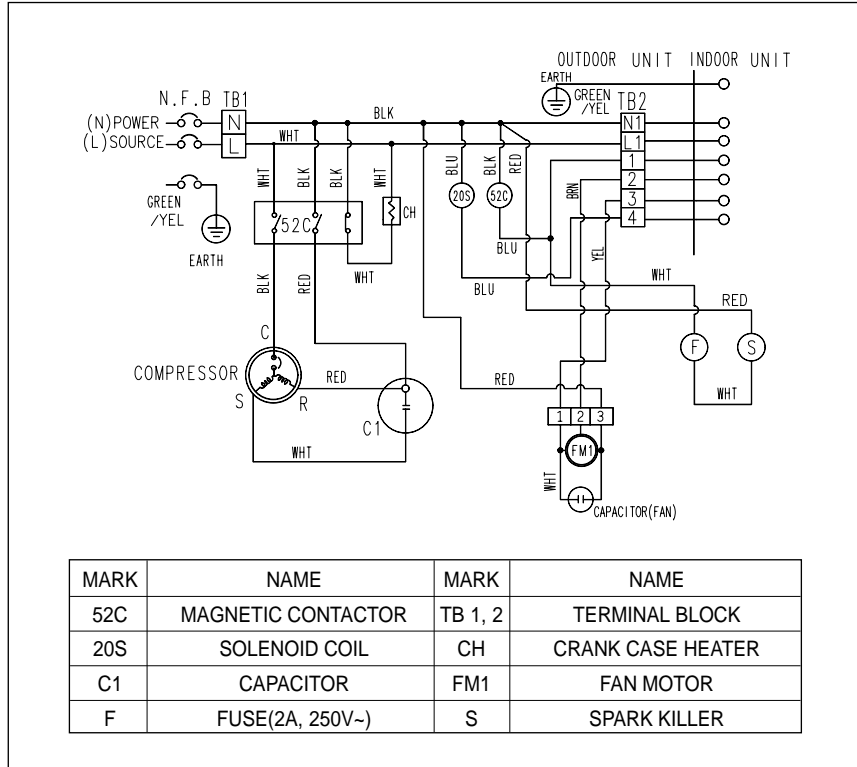 OUTDOOR UNIT INDOOR UNIT
EARTH
GREEN
/YEL
TB2
N.F.B TB1
BLK
(N)POWER N N1
WHT
(L)SOURCE L L1
1
2
3
4
WHT
BLK
BLK
WHT
BLU
BLK
RED
BRN
20S
52C
GREEN
/YEL
EARTH
52C
CH
BLU
YEL
WHT
BLU
WHT
BLK
RED
RED
C
COMPRESSOR
S
R
RED
RED
F
S
WHT
C1
WHT
1 2 3
FM1
WHT
CAPACITOR(FAN)
MARK NAME MARK NAME
52C MAGNETIC CONTACTOR TB 1, 2 TERMINAL BLOCK
20S SOLENOID COIL CH CRANK CASE HEATER
C1 CAPACITOR FM1 FAN MOTOR
F FUSE(2A, 250V~) S SPARK KILLER